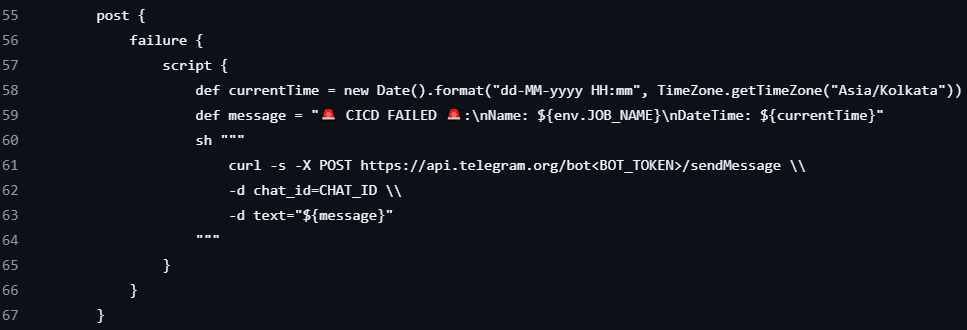 55 post {
56 failure {
57 script {
58 def currentTime = new Date().format("dd-MM-yyyy HH:mm", TimeZone.getTimeZone("Asia/Kolkata"))
59 def message = "🚨 CICD FAILED 🚨:\nName: ${env.JOB_NAME}\nDateTime: ${currentTime}"
60 sh """
61 curl -s -X POST https://api.telegram.org/bot<BOT_TOKEN>/sendMessage \\
62 -d chat_id=CHAT_ID \\
63 -d text="${message}"
64 """
65 }
66 }
67 }